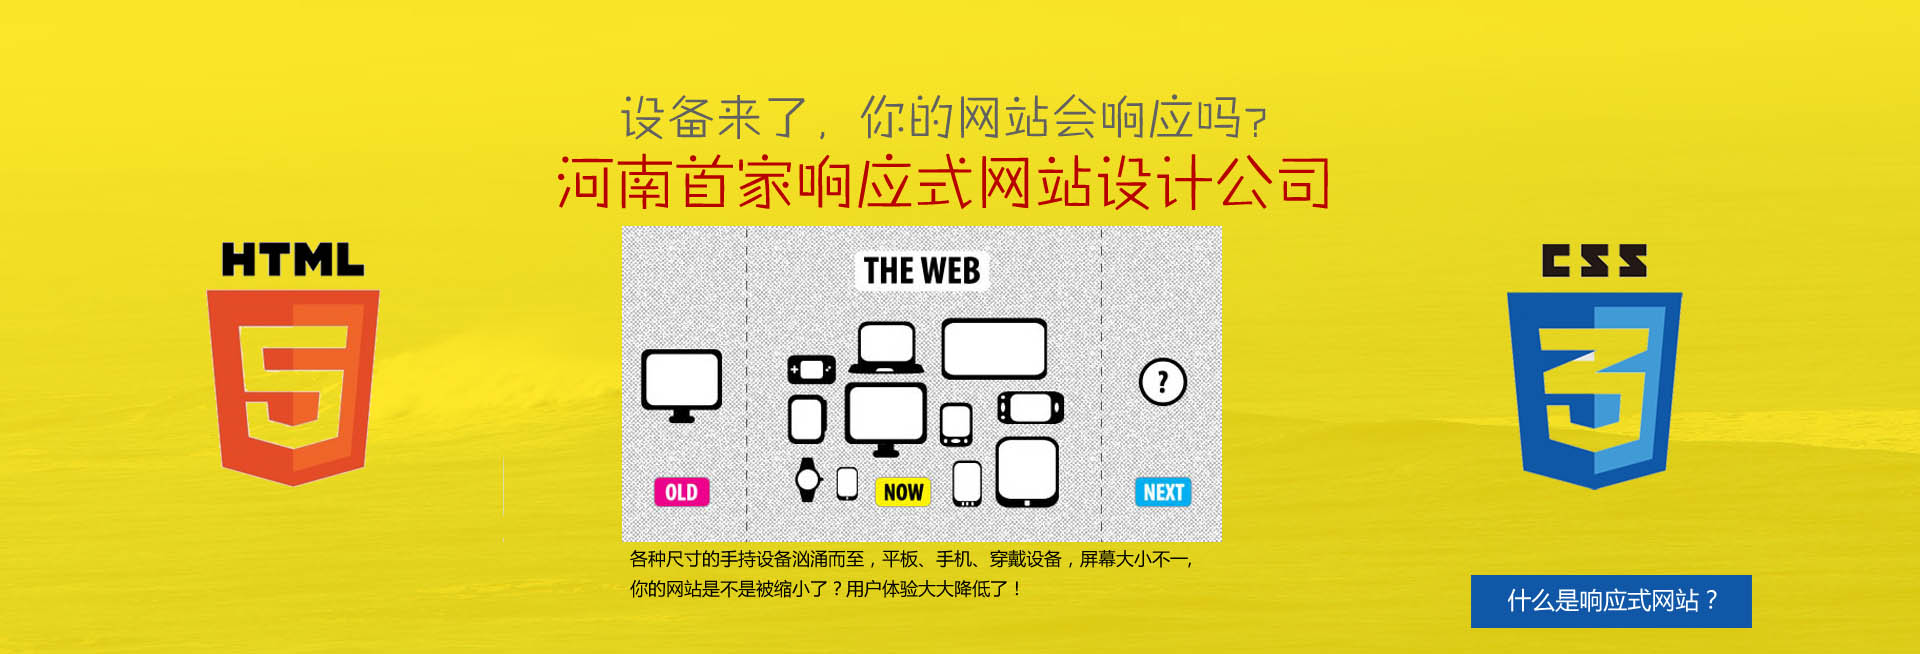 设备来了，你的网站会响应吗?
河南首家响应式网站设计公司
HTML
5
THE WEB
?
OLD
NOW
NEXT
CSS
3
各种尺寸的手持设备汹涌而至，平板、手机、穿戴设备，屏幕大小不一,
你的网站是不是被缩小了？用户体验大大降低了！
什么是响应式网站？